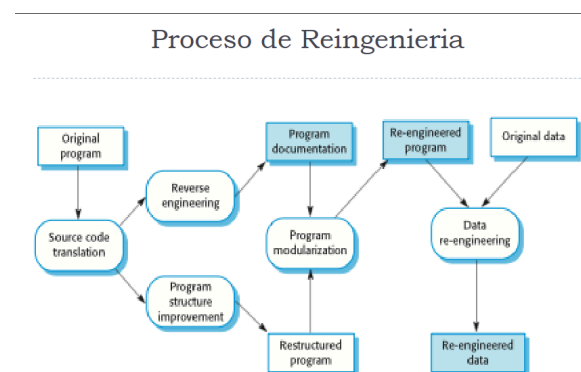 Proceso de Reingenieria
Original
program
Program
documentation
Re-engineered
program
Original data
Reverse
engineering
Source code
translation
Program
modularization
Data
re-engineering
Program
structure
improvement
Restructured
program
Re-engineered
data